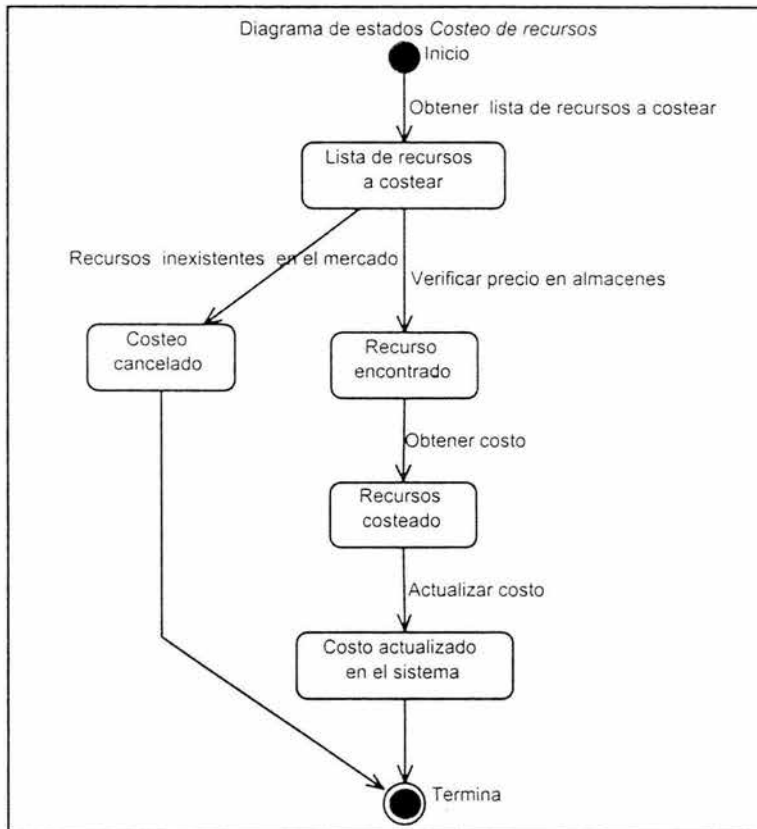 Diagrama de estados Costeo de recursos
Inicio
Obtener lista de recursos a costear
Lista de recursos
a costear
Recursos inexistentes en el mercado
Verificar precio en almacenes
Costeo
cancelado
Recurso
encontrado
Obtener costo
Recursos
costeado
Actualizar costo
Costo actualizado
en el sistema
Termina